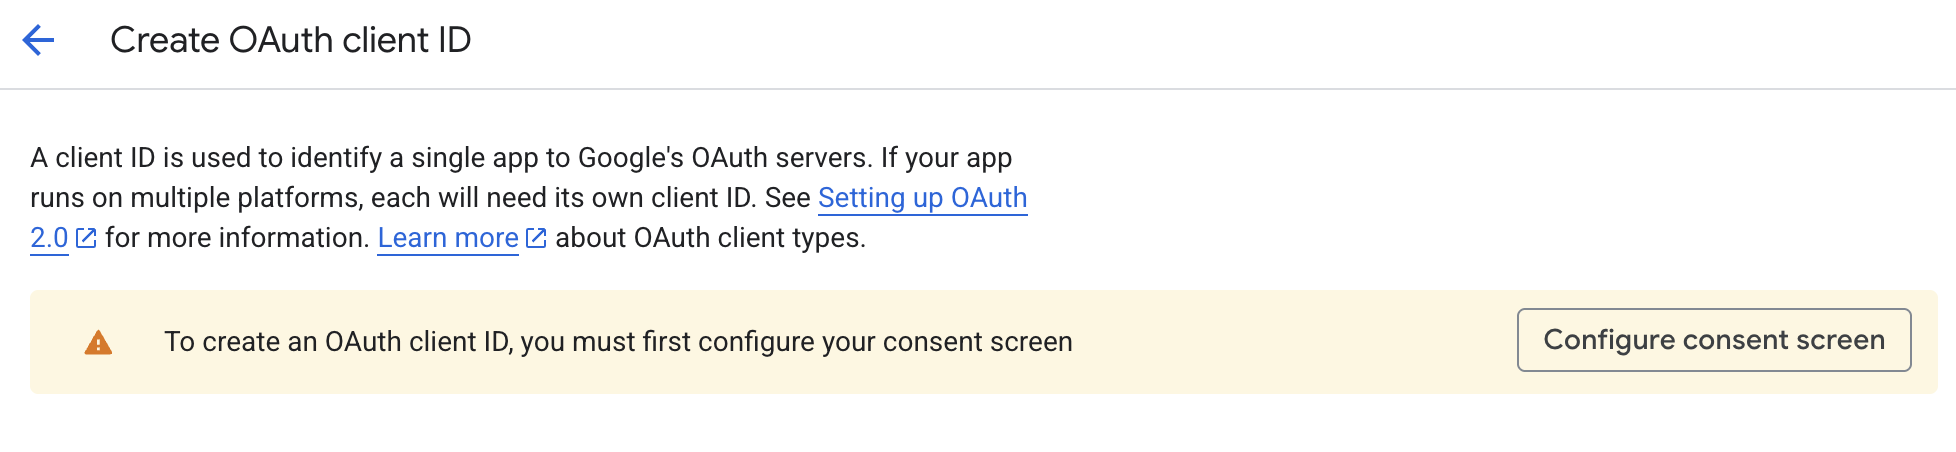 Create OAuth client ID
A client ID is used to identify a single app to Google's OAuth servers. If your app
runs on multiple platforms, each will need its own client ID. See Setting up OAuth
2.0 for more information. Learn more about OAuth client types.
To create an OAuth client ID, you must first configure your consent screen
Configure consent screen